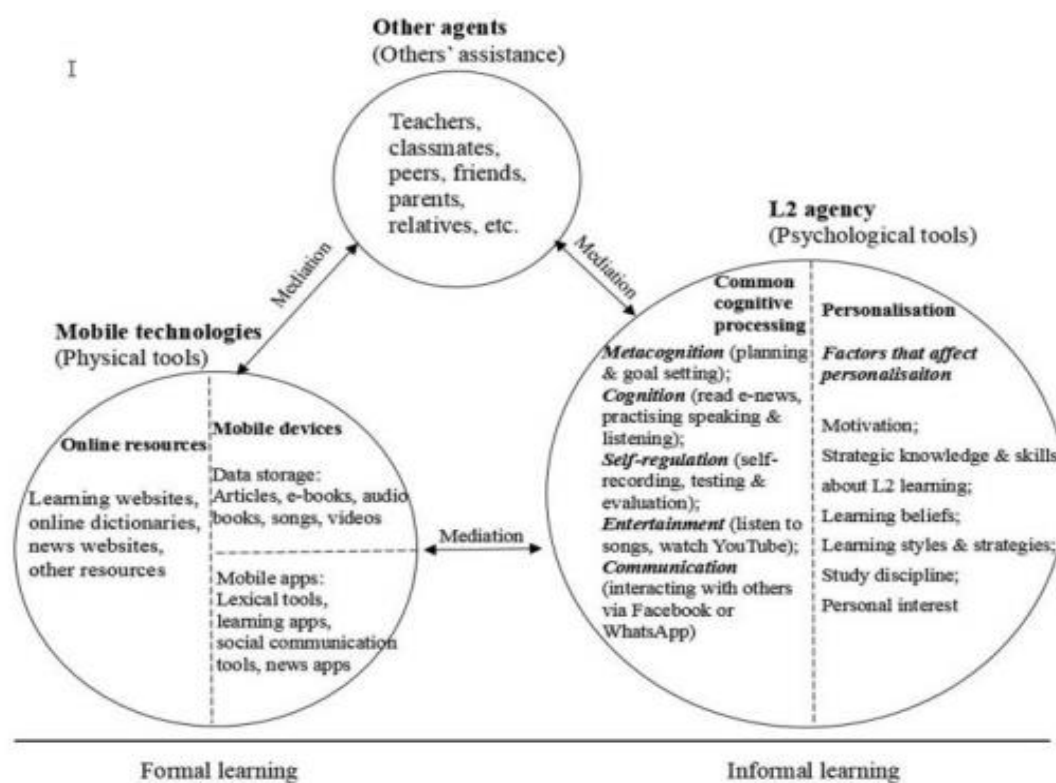 Other agents
(Others' assistance)
Teachers,
classmates,
peers, friends,
parents,
relatives, etc.
Mediation
Mediation
L2 agency
(Psychological tools)
Common
cognitive
processing
Metacognition (planning
& goal setting);
Cognition (read e-news,
practising speaking &
listening);
Self-regulation (self-
recording, testing &
evaluation);
Entertainment (listen to
songs, watch YouTube);
Communication
(interacting with others
via Facebook or
WhatsApp)
Personalisation
Factors that affect
personalisaiton
Motivation;
Strategic knowledge & skills
about L2 learning;
Learning beliefs;
Learning styles & strategies;
Study discipline;
Personal interest
Mobile technologies
(Physical tools)
Online resources
Learning websites,
online dictionaries,
news websites,
other resources
Mobile devices
Data storage:
Articles, e-books, audio
books, songs, videos
Mobile apps:
Lexical tools,
learning apps,
social communication
tools, news apps
Mediation
Formal learning
Informal learning